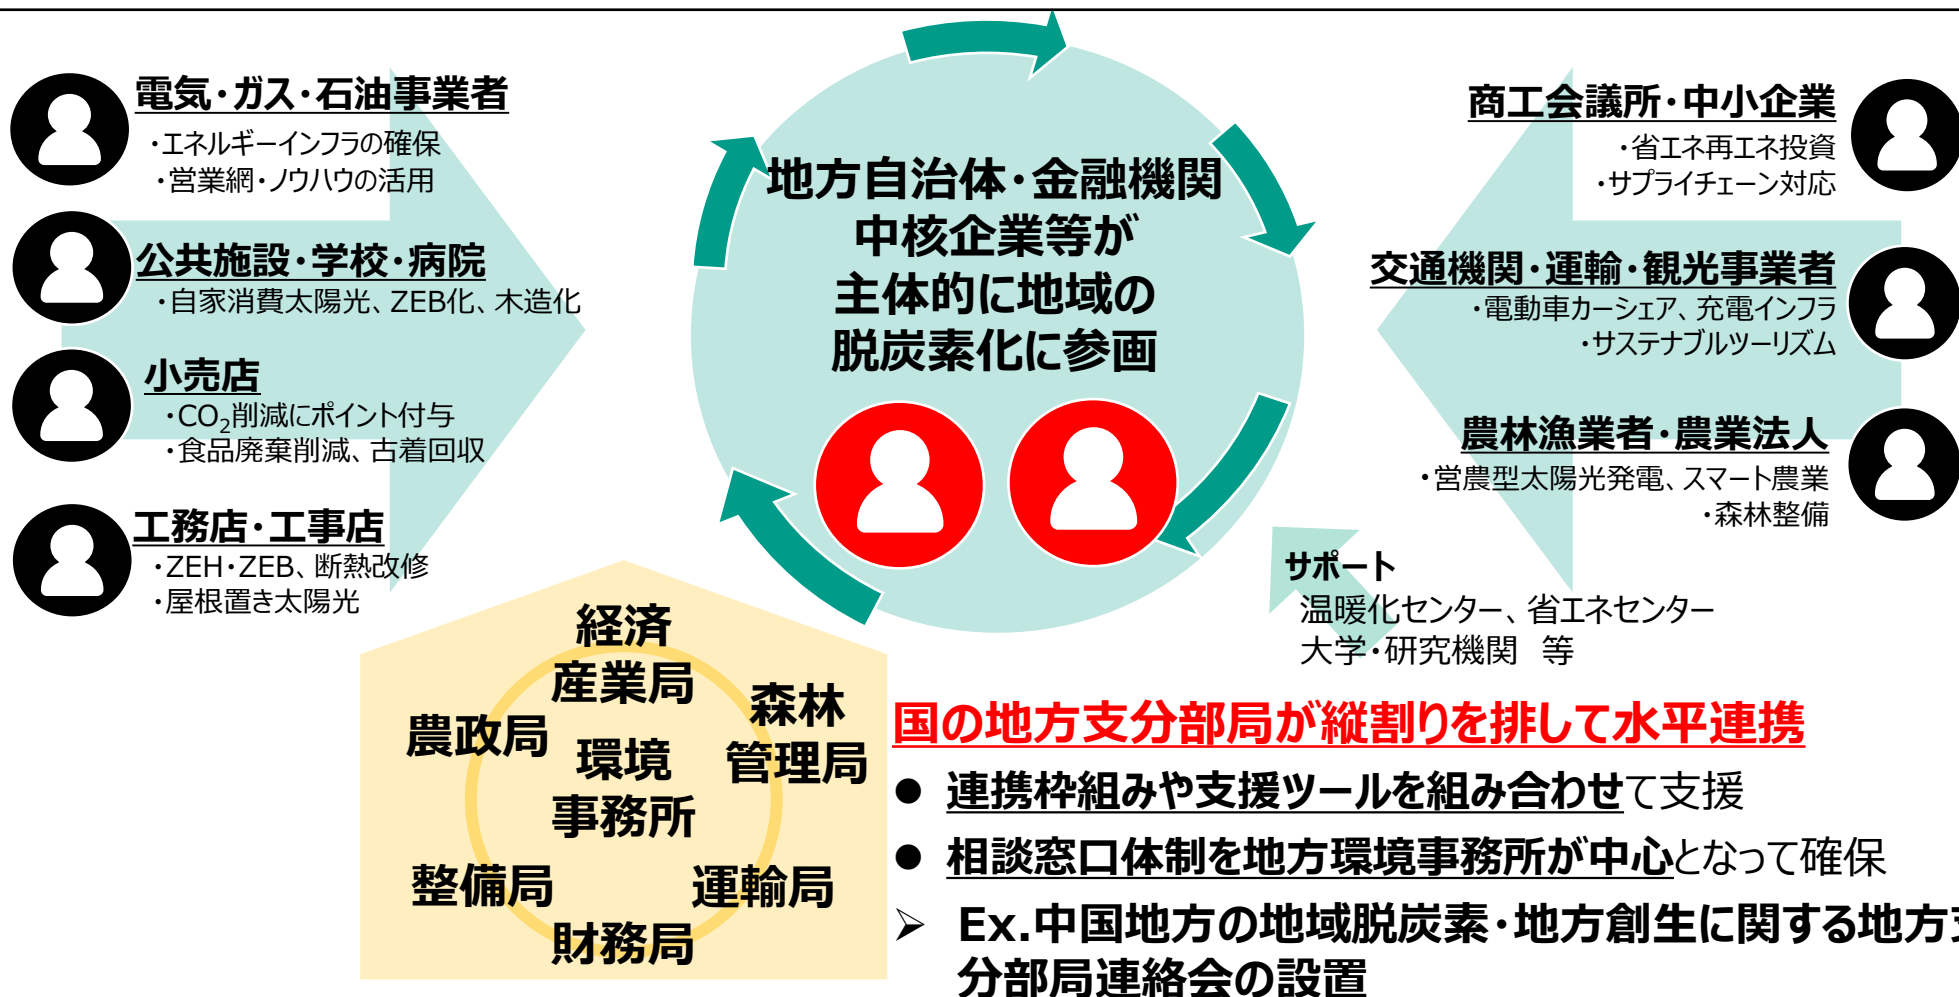 電気・ガス・石油事業者
・エネルギーインフラの確保
・営業網・ノウハウの活用
公共施設・学校・病院
・自家消費太陽光、ZEB化、木造化
小売店
・CO₂削減にポイント付与
・食品廃棄削減、古着回収
工務店・工事店
・ZEH・ZEB、断熱改修
・屋根置き太陽光
地方自治体・金融機関
中核企業等が
主体的に地域の
脱炭素化に参画
商工会議所・中小企業
・省エネ再エネ投資
・サプライチェーン対応
交通機関・運輸・観光事業者
・電動車カーシェア、充電インフラ
・サステナブルツーリズム
農林漁業者・農業法人
・営農型太陽光発電、スマート農業
・森林整備
サポート
温暖化センター、省エネセンター
大学・研究機関　等
経済
産業局
農政局
森林
管理局
環境
事務所
整備局
運輸局
財務局
国の地方支分部局が縦割りを排して水平連携
● 連携枠組みや支援ツールを組み合わせて支援
● 相談窓口体制を地方環境事務所が中心となって確保
➢ Ex.中国地方の地域脱炭素・地方創生に関する地方支
分部局連絡会の設置